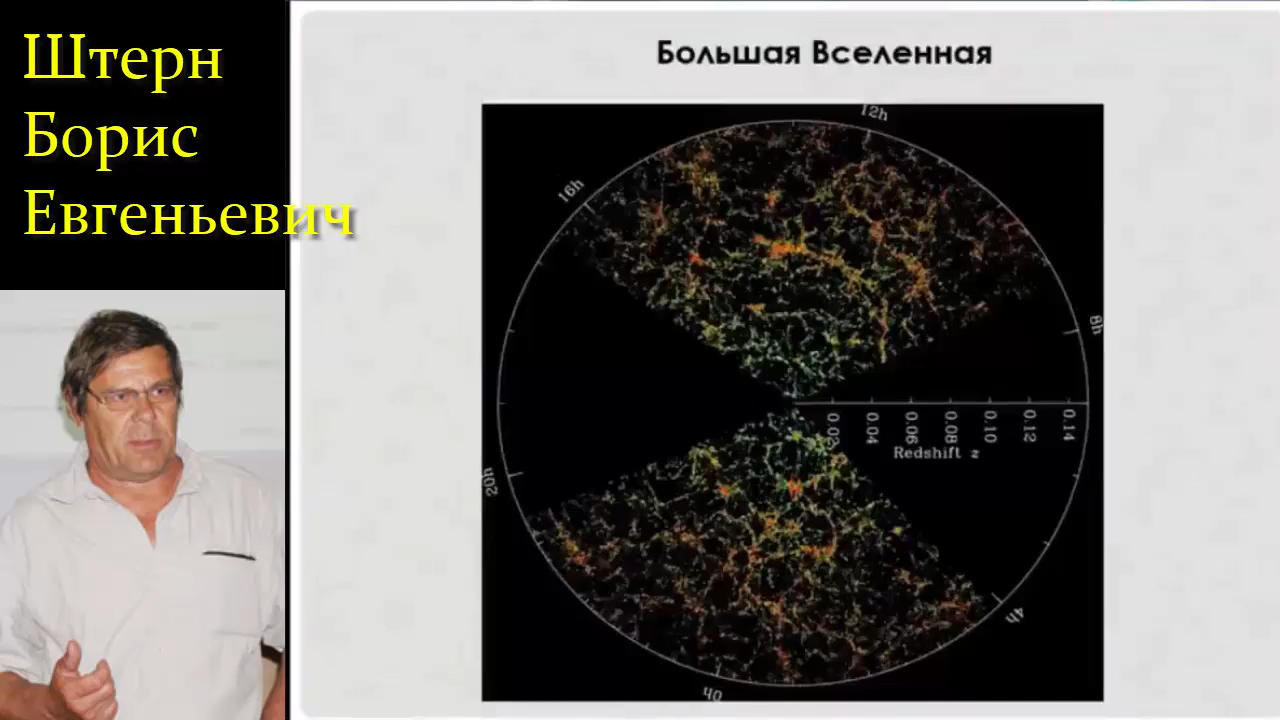 Штерн
Борис
Евгеньевич
Большая Вселенная
12h
16h
8h
0.02
0.04
0.06
0.08
0.10
0.12
0.14
Redshift z
20h
4h
0h